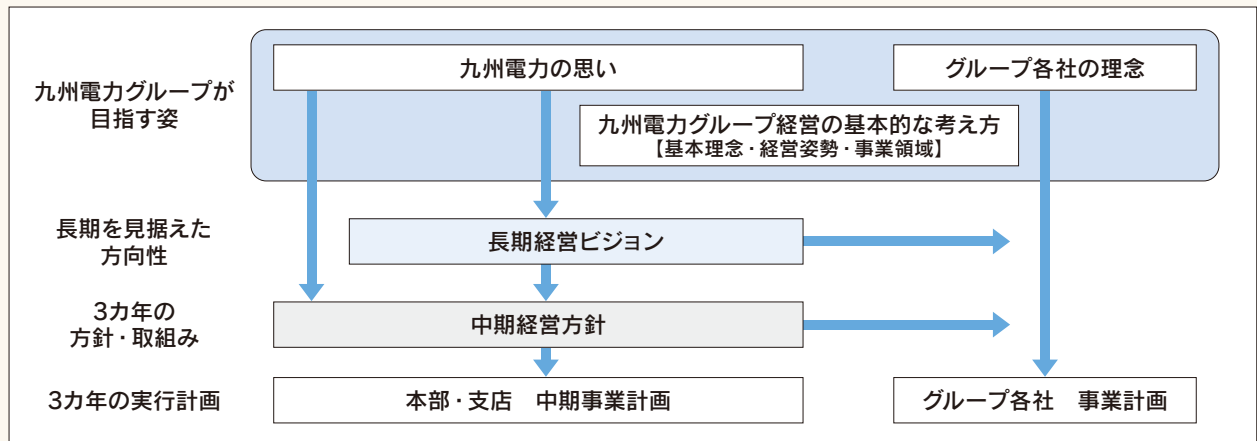 九州電力の思い
グループ各社の理念
九州電力グループが
目指す姿
九州電力グループ経営の基本的な考え方
【基本理念・経営姿勢・事業領域】
長期を見据えた
方向性
長期経営ビジョン
3カ年の
方針・取組み
中期経営方針
3カ年の実行計画
本部・支店　中期事業計画
グループ各社　事業計画